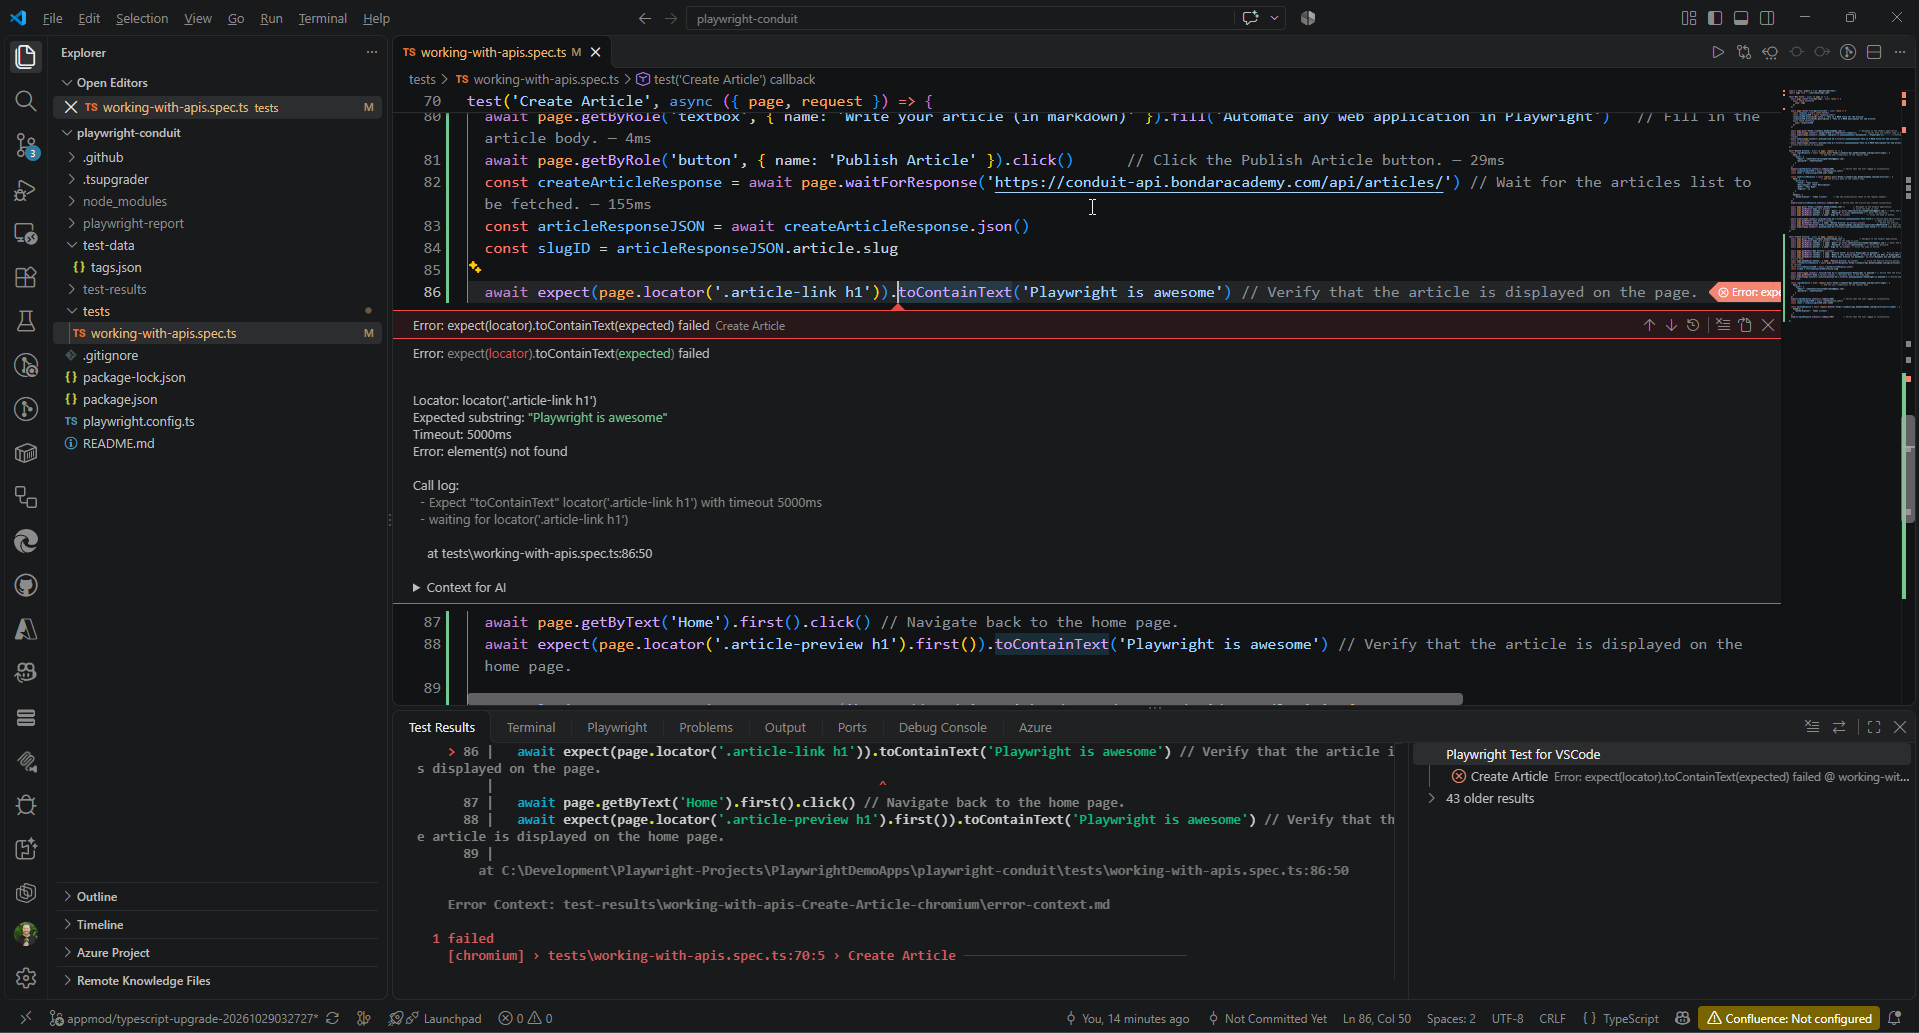 File Edit Selection View Go Run Terminal Help
playwright-conduit
Explorer
Open Editors
TS working-with-apis.spec.ts tests M
playwright-conduit
.github
.tsupgrader
node_modules
playwright-report
test-data
{} tags.json
test-results
tests
TS working-with-apis.spec.ts M
.gitignore
{} package-lock.json
{} package.json
TS playwright.config.ts
README.md
Outline
Timeline
Azure Project
Remote Knowledge Files
3
TS working-with-apis.spec.ts M
tests > TS working-with-apis.spec.ts > test('Create Article') callback
70 test('Create Article', async ({ page, request }) => {
80 await page.getByRole('textbox', { name: 'Write your article (in markdown)' }).fill('Automate any web application in Playwright') // Fill in the
article body. — 4ms
81 await page.getByRole('button', { name: 'Publish Article' }).click() // Click the Publish Article button. — 29ms
82 const createArticleResponse = await page.waitForResponse('https://conduit-api.bondaracademy.com/api/articles/') // Wait for the articles list to
be fetched. — 155ms
83 const articleResponseJSON = await createArticleResponse.json()
84 const slugID = articleResponseJSON.article.slug
85
86 await expect(page.locator('.article-link h1')).toContainText('Playwright is awesome') // Verify that the article is displayed on the page. Error: expe
Error: expect(locator).toContainText(expected) failed Create Article
Error: expect(locator).toContainText(expected) failed
Locator: locator('.article-link h1')
Expected substring: "Playwright is awesome"
Timeout: 5000ms
Error: element(s) not found
Call log:
- Expect "toContainText" locator('.article-link h1') with timeout 5000ms
- waiting for locator('.article-link h1')
at tests\working-with-apis.spec.ts:86:50
Context for AI
87 await page.getByText('Home').first().click() // Navigate back to the home page.
88 await expect(page.locator('.article-preview h1').first()).toContainText('Playwright is awesome') // Verify that the article is displayed on the
home page.
89
Test Results Terminal Playwright Problems Output Ports Debug Console Azure
> 86 | await expect(page.locator('.article-link h1')).toContainText('Playwright is awesome') // Verify that the article i
s displayed on the page.
| ^
87 | await page.getByText('Home').first().click() // Navigate back to the home page.
88 | await expect(page.locator('.article-preview h1').first()).toContainText('Playwright is awesome') // Verify that th
e article is displayed on the home page.
89 |
at C:\Development\Playwright-Projects\PlaywrightDemoApps\playwright-conduit\tests\working-with-apis.spec.ts:86:50
Error Context: test-results\working-with-apis-Create-Article-chromium\error-context.md
1 failed
[chromium] › tests\working-with-apis.spec.ts:70:5 › Create Article
Playwright Test for VSCode
Create Article Error: expect(locator).toContainText(expected) failed @ working-wit...
43 older results
appmod/typescript-upgrade-20261029032727* Launchpad 0 0 You, 14 minutes ago Not Committed Yet Ln 86, Col 50 Spaces: 2 UTF-8 CRLF {} TypeScript Confluence: Not configured